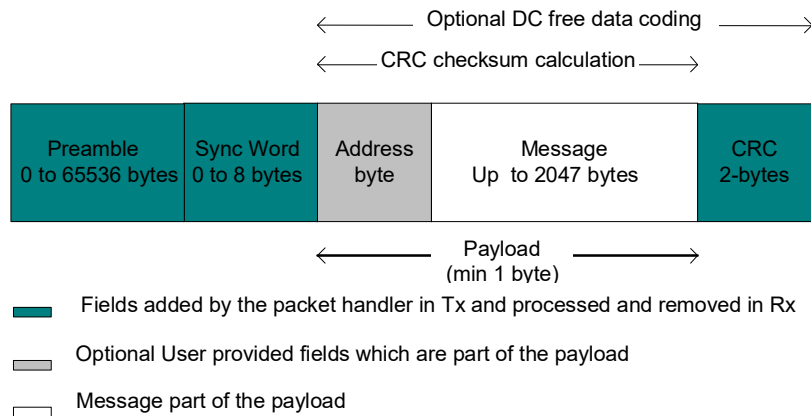 Optional DC free data coding
CRC checksum calculation
Preamble
0 to 65536 bytes
Sync Word
0 to 8 bytes
Address
byte
Message
Up to 2047 bytes
CRC
2-bytes
Payload
(min 1 byte)
Fields added by the packet handler in Tx and processed and removed in Rx
Optional User provided fields which are part of the payload
Message part of the payload